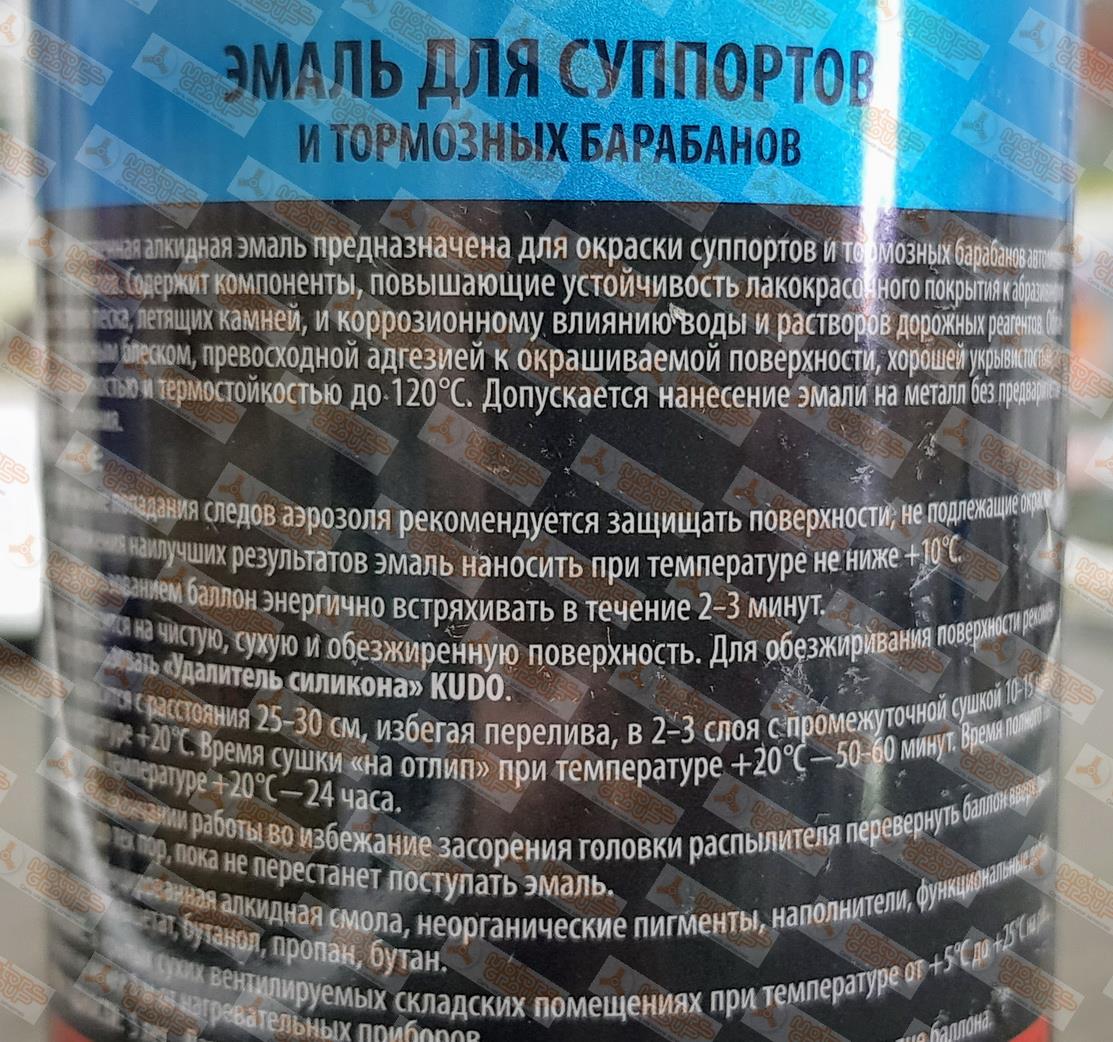 ЭМАЛЬ ДЛЯ СУППОРТОВ
И ТОРМОЗНЫХ БАРАБАНОВ
алкидная эмаль предназначена для окраски суппортов и тормозных барабанов
Содержит компоненты, повышающие устойчивость лакокрасочного покрытия к
летящих камней, и коррозионному влиянию воды и растворов дорожных реагентов.
блеском, превосходной адгезией к окрашиваемой поверхности, хорошей
и термостойкостью до 120°С. Допускается нанесение эмали на металл без
следов аэрозоля рекомендуется защищать поверхности, не подлежащие
наилучших результатов эмаль наносить при температуре не ниже +10°С.
баллон энергично встряхивать в течение 2–3 минут.
на чистую, сухую и обезжиренную поверхность. Для обезжиривания поверхности
«Удалитель силикона» KUDO.
с расстояния 25–30 см, избегая перелива, в 2–3 слоя с промежуточной сушкой 10-15
+20°С. Время сушки «на отлип» при температуре +20°С — 50-60 минут. Время полного
температуре +20°С — 24 часа.
работы во избежание засорения головки распылителя перевернуть баллон
тех пор, пока не перестанет поступать эмаль.
алкидная смола, неорганические пигменты, наполнители, функциональные
бутанол, пропан, бутан.
сухих вентилируемых складских помещениях при температуре от +5°С до +25°С на
нагревательных приборов.
баллона.